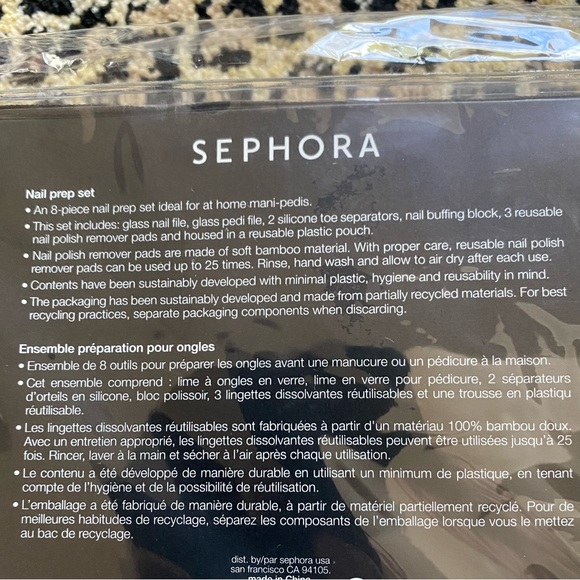 SEPHORA
Nail prep set
• An 8-piece nail prep set ideal for at home mani-pedis.
• This set includes: glass nail file, glass pedi file, 2 silicone toe separators, nail buffing block, 3 reusable
nail polish remover pads and housed in a reusable plastic pouch.
• Nail polish remover pads are made of soft bamboo material. With proper care, reusable nail polish
remover pads can be used up to 25 times. Rinse, hand wash and allow to air dry after each use.
• Contents have been sustainably developed with minimal plastic, hygiene and reusability in mind.
• The packaging has been sustainably developed and made from partially recycled materials. For best
recycling practices, separate packaging components when discarding.
Ensemble préparation pour ongles
• Ensemble de 8 outils pour préparer les ongles avant une manucure ou un pédicure à la maison.
• Cet ensemble comprend : lime à ongles en verre, lime en verre pour pédicure, 2 séparateurs
d'orteils en silicone, bloc polissoir, 3 lingettes dissolvantes réutilisables et une trousse en plastiqu
réutilisable.
• Les lingettes dissolvantes réutilisables sont fabriquées à partir d'un matériau 100% bambou doux.
Avec un entretien approprié, les lingettes dissolvantes réutilisables peuvent être utilisées jusqu'à 25
fois. Rincer, laver à la main et sécher à l'air après chaque utilisation.
• Le contenu a été développé de manière durable en utilisant un minimum de plastique, en tenant
compte de l'hygiène et de la possibilité de réutilisation.
• L'emballage a été fabriqué de manière durable, à partir de matériel partiellement recyclé. Pour de
meilleures habitudes de recyclage, séparez les composants de l'emballage lorsque vous le mettez
au bac de recyclage.
dist. by/par sephora usa
san francisco CA 94105.
made in China